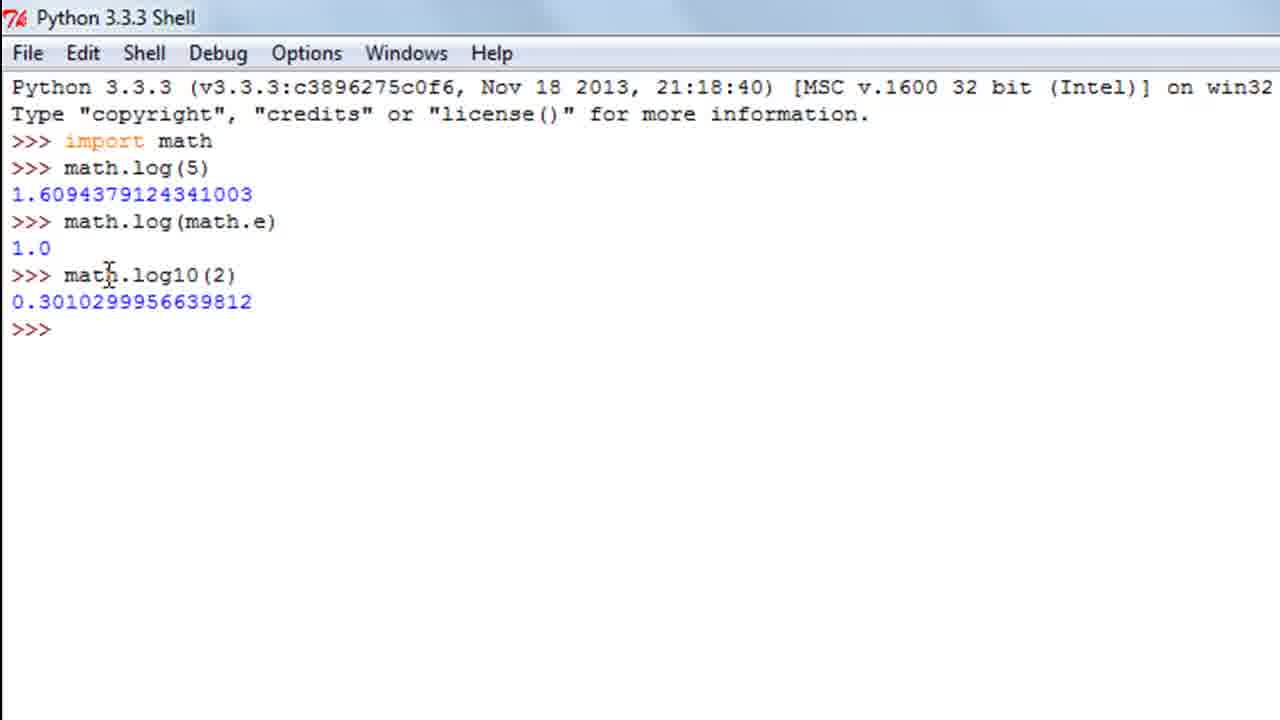 Python 3.3.3 Shell
File Edit Shell Debug Options Windows Help
Python 3.3.3 (v3.3.3:c3896275c0f6, Nov 18 2013, 21:18:40) [MSC v.1600 32 bit (Intel)] on win32
Type "copyright", "credits" or "license()" for more information.
>>> import math
>>> math.log(5)
1.6094379124341003
>>> math.log(math.e)
1.0
>>> math.log10(2)
0.3010299956639812
>>>